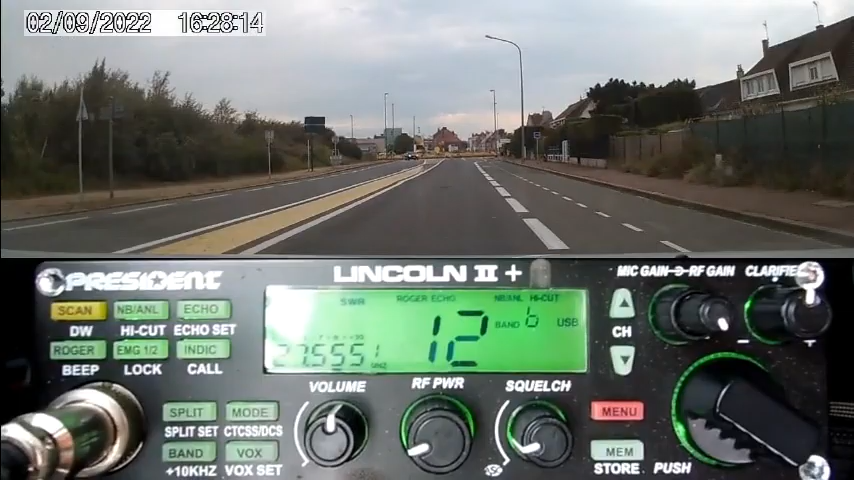 02/09/2022 16:28:14
PRESIDENT LINCOLN II +
MIC GAIN RF GAIN CLARIFIE
SCAN NB/ANL ECHO
DW HI-CUT ECHO SET
ROGER EMG 1/2 INDIC
BEEP LOCK CALL
SWR ROGER ECHO NB/ANL HI-CUT
12 BAND b USB
27.5551
CH
VOLUME RF PWR SQUELCH
SPLIT MODE
SPLIT SET CTCSS/DCS
BAND VOX
+10KHZ VOX SET
MENU
MEM
STORE PUSH
- +